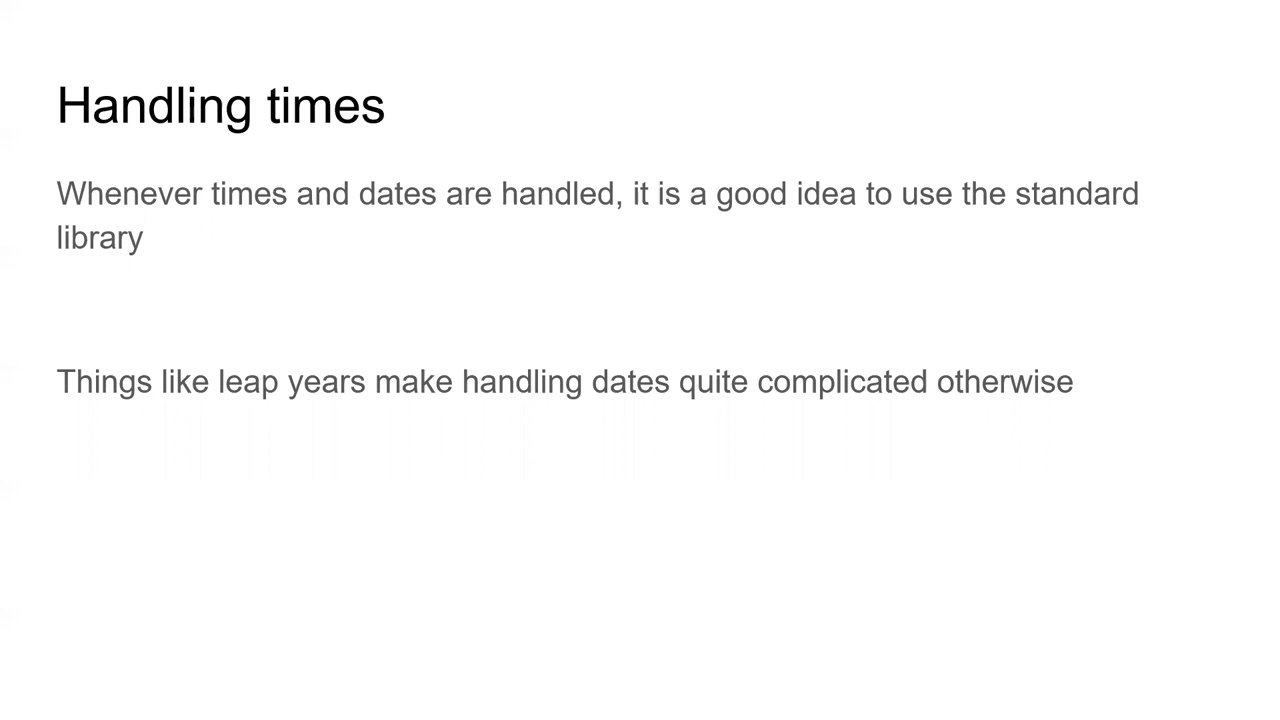 Handling times
Whenever times and dates are handled, it is a good idea to use the standard
library
Things like leap years make handling dates quite complicated otherwise